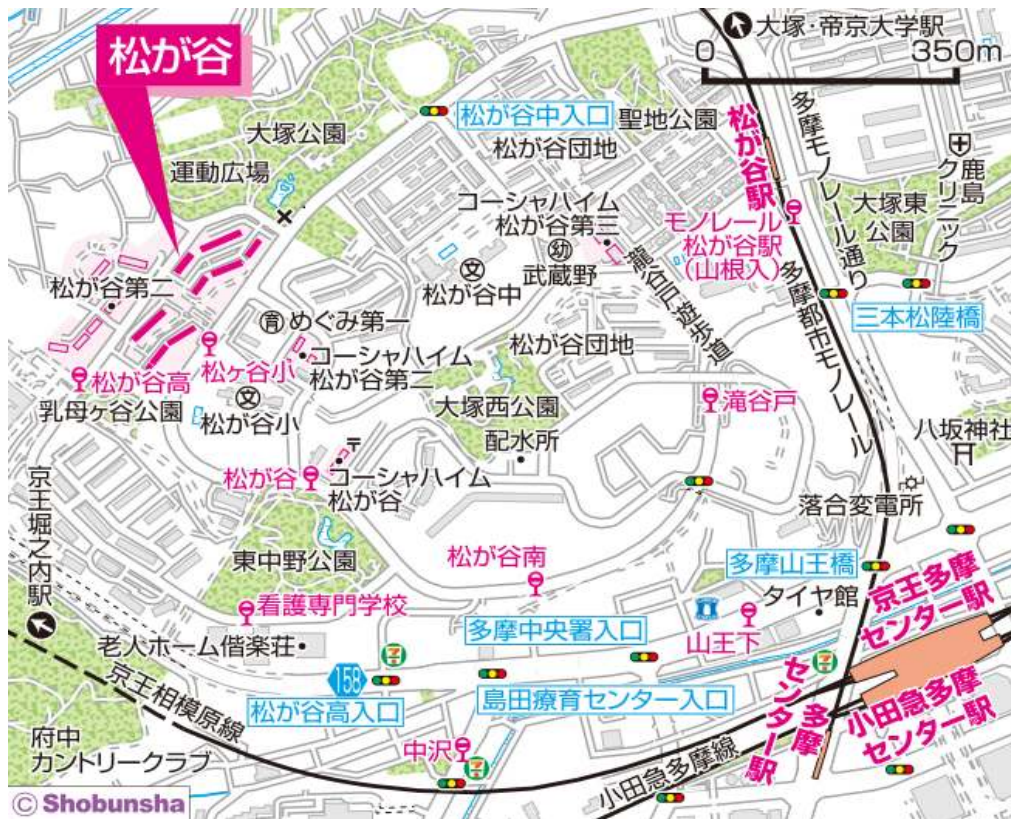 大塚・帝京大学駅
0 350m
松が谷
松が谷中入口
聖地公園
大塚公園
松が谷団地
運動広場
松が谷駅
多摩モノレール通り
鹿島
クリニック
大塚東
公園
コーシャハイム
松が谷第三
モノレール
松が谷駅
(山根入)
文
松が谷中
幼
武蔵野
瀧谷戸遊歩道
多摩都市モノレール
松が谷第二
三本松陸橋
育 めぐみ第一
松が谷団地
コーシャハイム
松が谷第二
松が谷高
松ヶ谷小
乳母ヶ谷公園
文
松が谷小
大塚西公園
滝谷戸
配水所
八坂神社
松が谷
コーシャハイム
松が谷
京王堀之内駅
落合変電所
東中野公園
松が谷南
多摩山王橋
京王多摩
センター駅
看護専門学校
タイヤ館
多摩中央署入口
山王下
老人ホーム偕楽荘
158
松が谷高入口
島田療育センター入口
京王相模原線
多摩
センター駅
小田急多摩
センター駅
府中
カントリークラブ
中沢
小田急多摩線
© Shobunsha